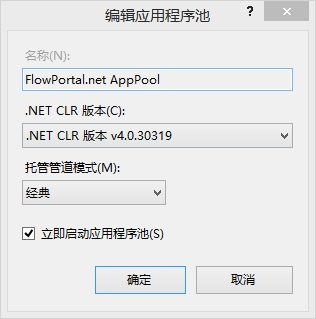 编辑应用程序池
?
名称(N):
FlowPortal.net AppPool
.NET CLR 版本(C):
.NET CLR 版本 v4.0.30319
托管管道模式(M):
经典
立即启动应用程序池(S)
确定 取消